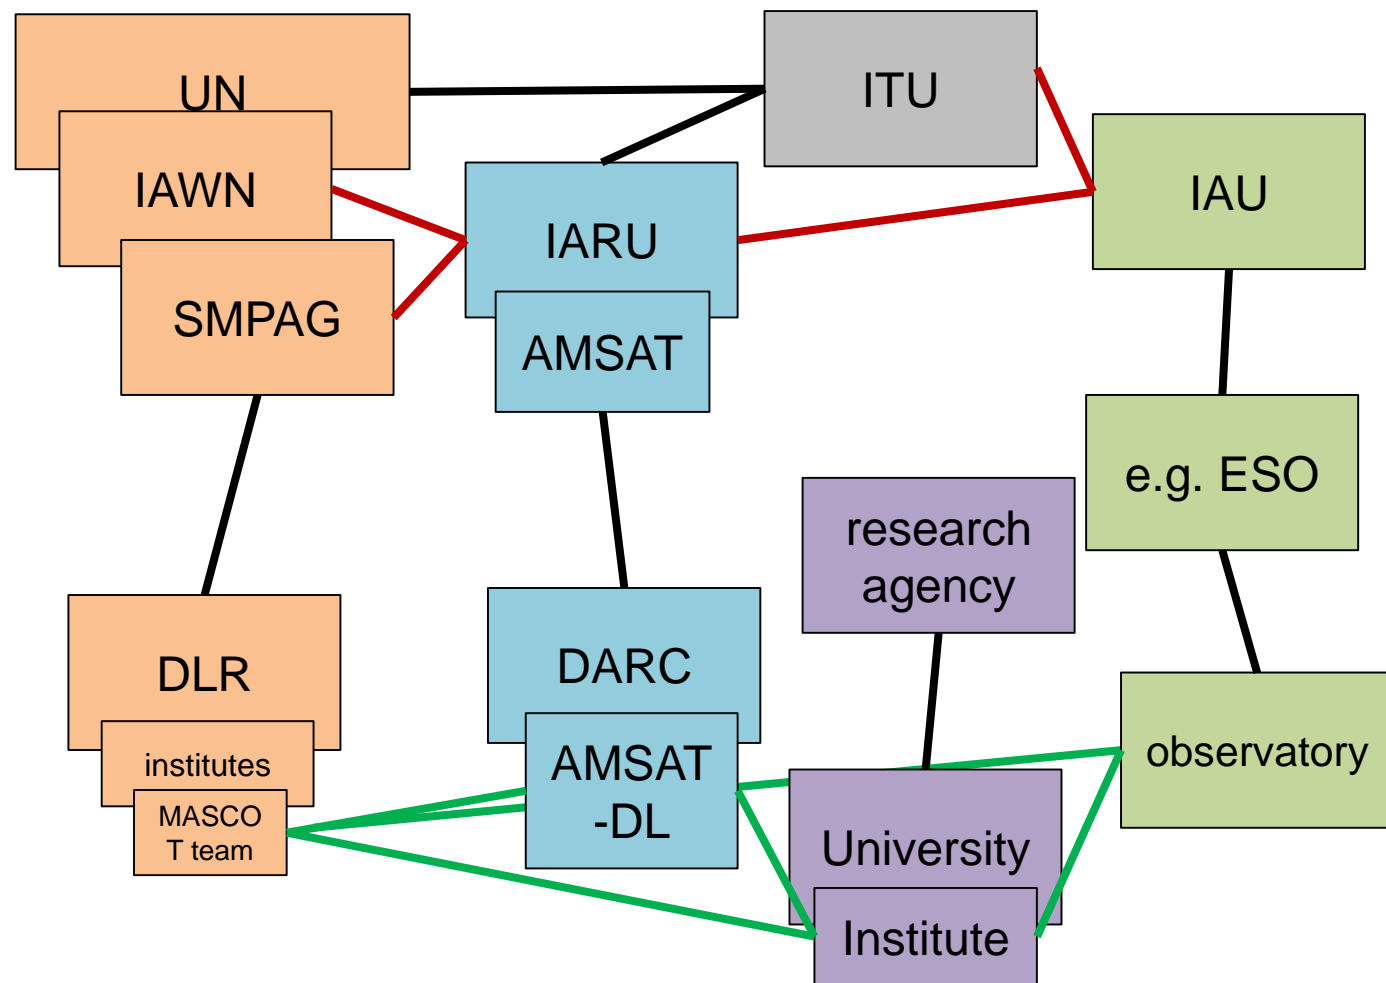 UN
ITU
IAWN
IAU
IARU
SMPAG
AMSAT
e.g. ESO
research
agency
DLR
DARC
institutes
AMSAT
-DL
observatory
MASCO
T team
University
Institute